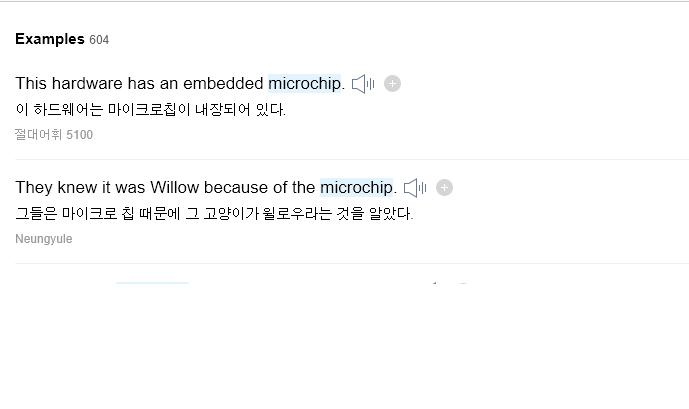 Examples 604
This hardware has an embedded microchip.
이 하드웨어는 마이크로칩이 내장되어 있다.
절대어휘 5100
They knew it was Willow because of the microchip.
그들은 마이크로 칩 때문에 그 고양이가 윌로우라는 것을 알았다.
Neungyule